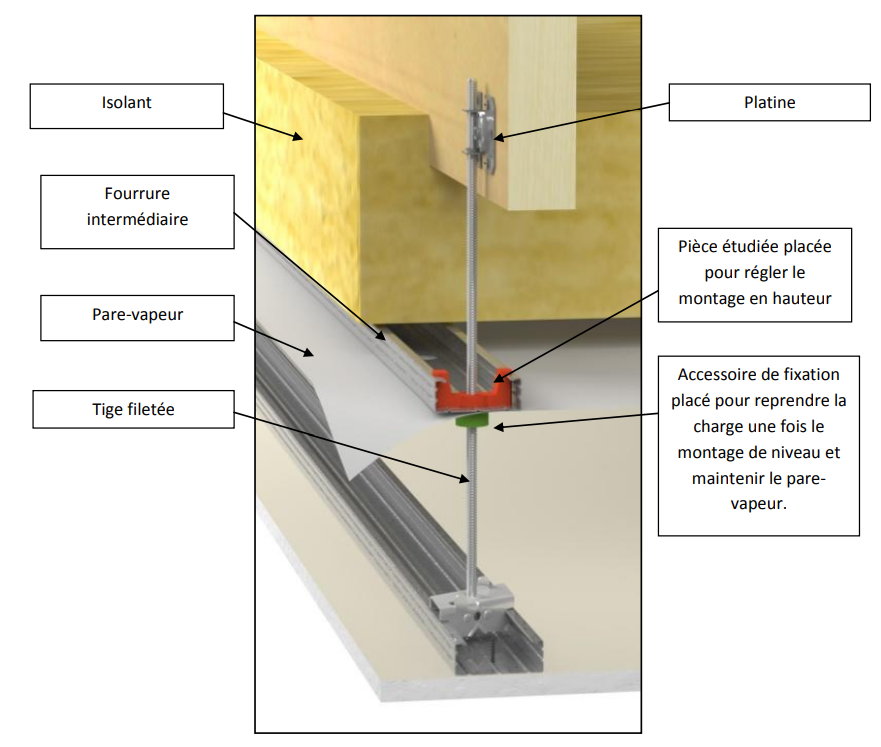 Isolant
Platine
Fourrure
intermédiaire
Pièce étudiée placée
pour régler le
montage en hauteur
Pare-vapeur
Accessoire de fixation
placé pour reprendre la
charge une fois le
montage de niveau et
maintenir le pare-
vapeur.
Tige filetée